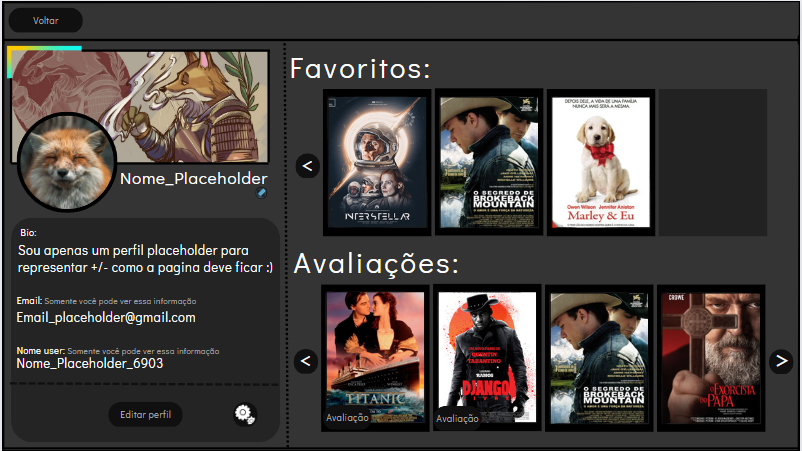 Voltar
Nome_Placeholder
Bio:
Sou apenas um perfil placeholder para
representar +/- como a pagina deve ficar :)
Email: Somente você pode ver essa informação
Email_placeholder@gmail.com
Nome user: Somente você pode ver essa informação
Nome_Placeholder_6903
Editar perfil
Favoritos:
<
INTERSTELLAR
O SEGREDO DE
BROKEBACK
MOUNTAIN
DEPOIS DELE, A VIDA DE UMA FAMÍLIA
NUNCA MAIS SERÁ A MESMA
Owen Wilson Jennifer Aniston
Marley & Eu
Avaliações:
<
TITANIC
Avaliação
QUENTIN
TARANTINO
DJANGO
Avaliação
O SEGREDO DE
BROKEBACK
MOUNTAIN
CROWE
O EXORCISTA
DO PAPA
>